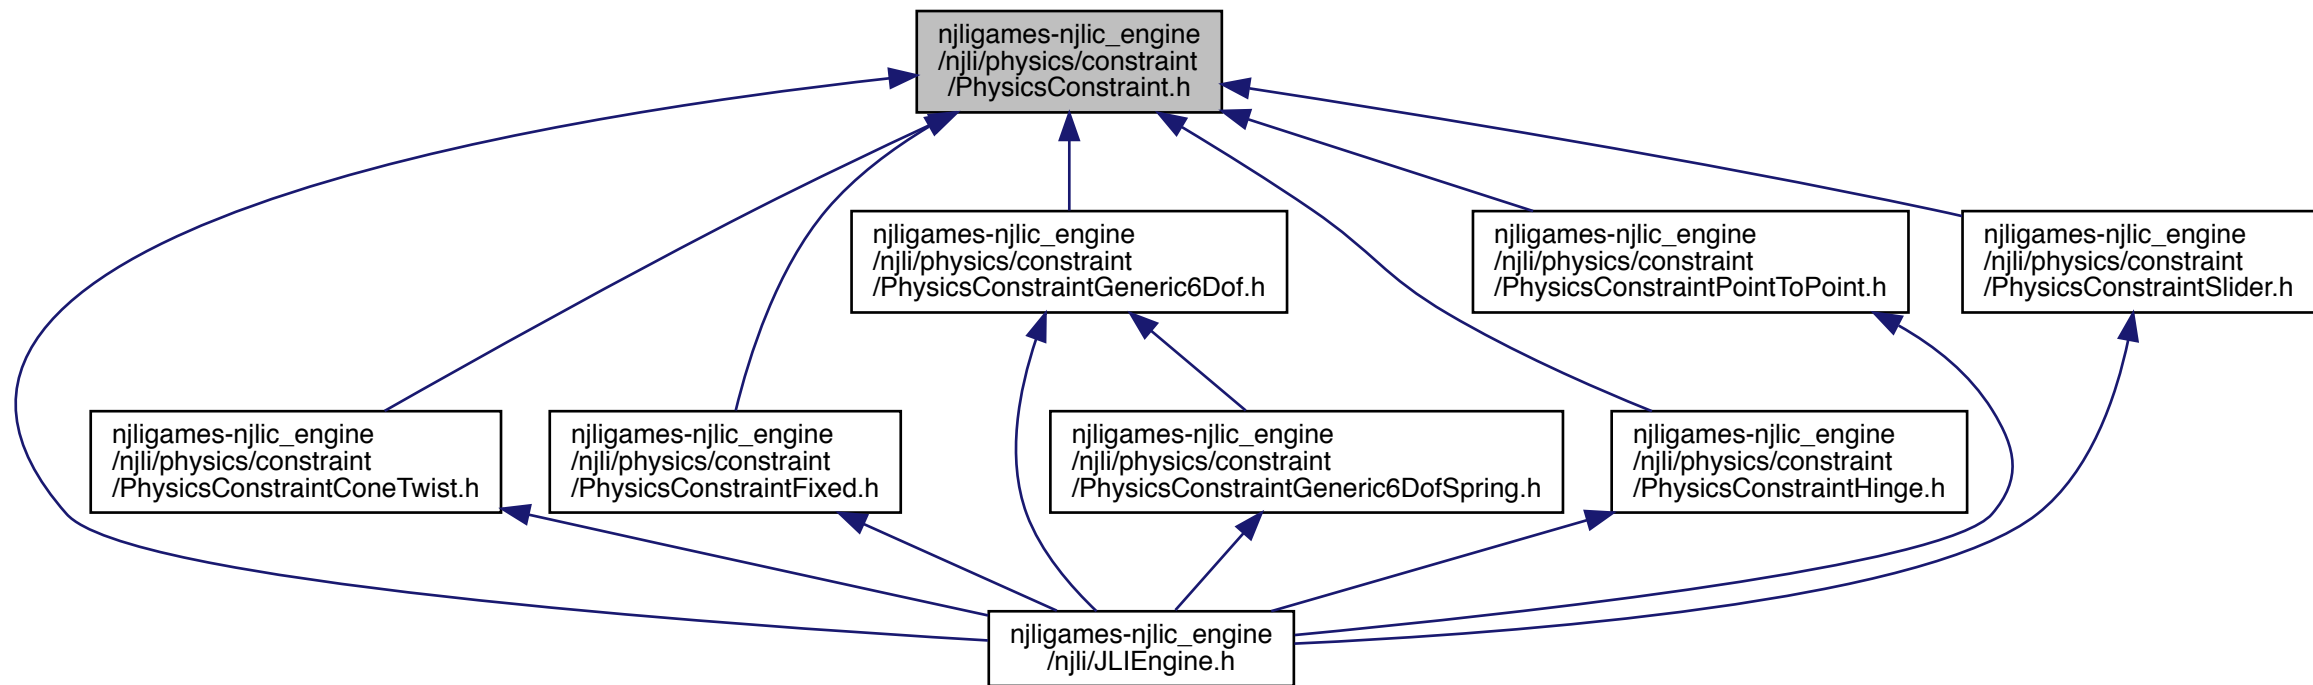 njligames-njlic_engine
/njli/physics/constraint
/PhysicsConstraint.h
njligames-njlic_engine
/njli/physics/constraint
/PhysicsConstraintGeneric6Dof.h
njligames-njlic_engine
/njli/physics/constraint
/PhysicsConstraintPointToPoint.h
njligames-njlic_engine
/njli/physics/constraint
/PhysicsConstraintSlider.h
njligames-njlic_engine
/njli/physics/constraint
/PhysicsConstraintConeTwist.h
njligames-njlic_engine
/njli/physics/constraint
/PhysicsConstraintFixed.h
njligames-njlic_engine
/njli/physics/constraint
/PhysicsConstraintGeneric6DofSpring.h
njligames-njlic_engine
/njli/physics/constraint
/PhysicsConstraintHinge.h
njligames-njlic_engine
/njli/JLIEngine.h